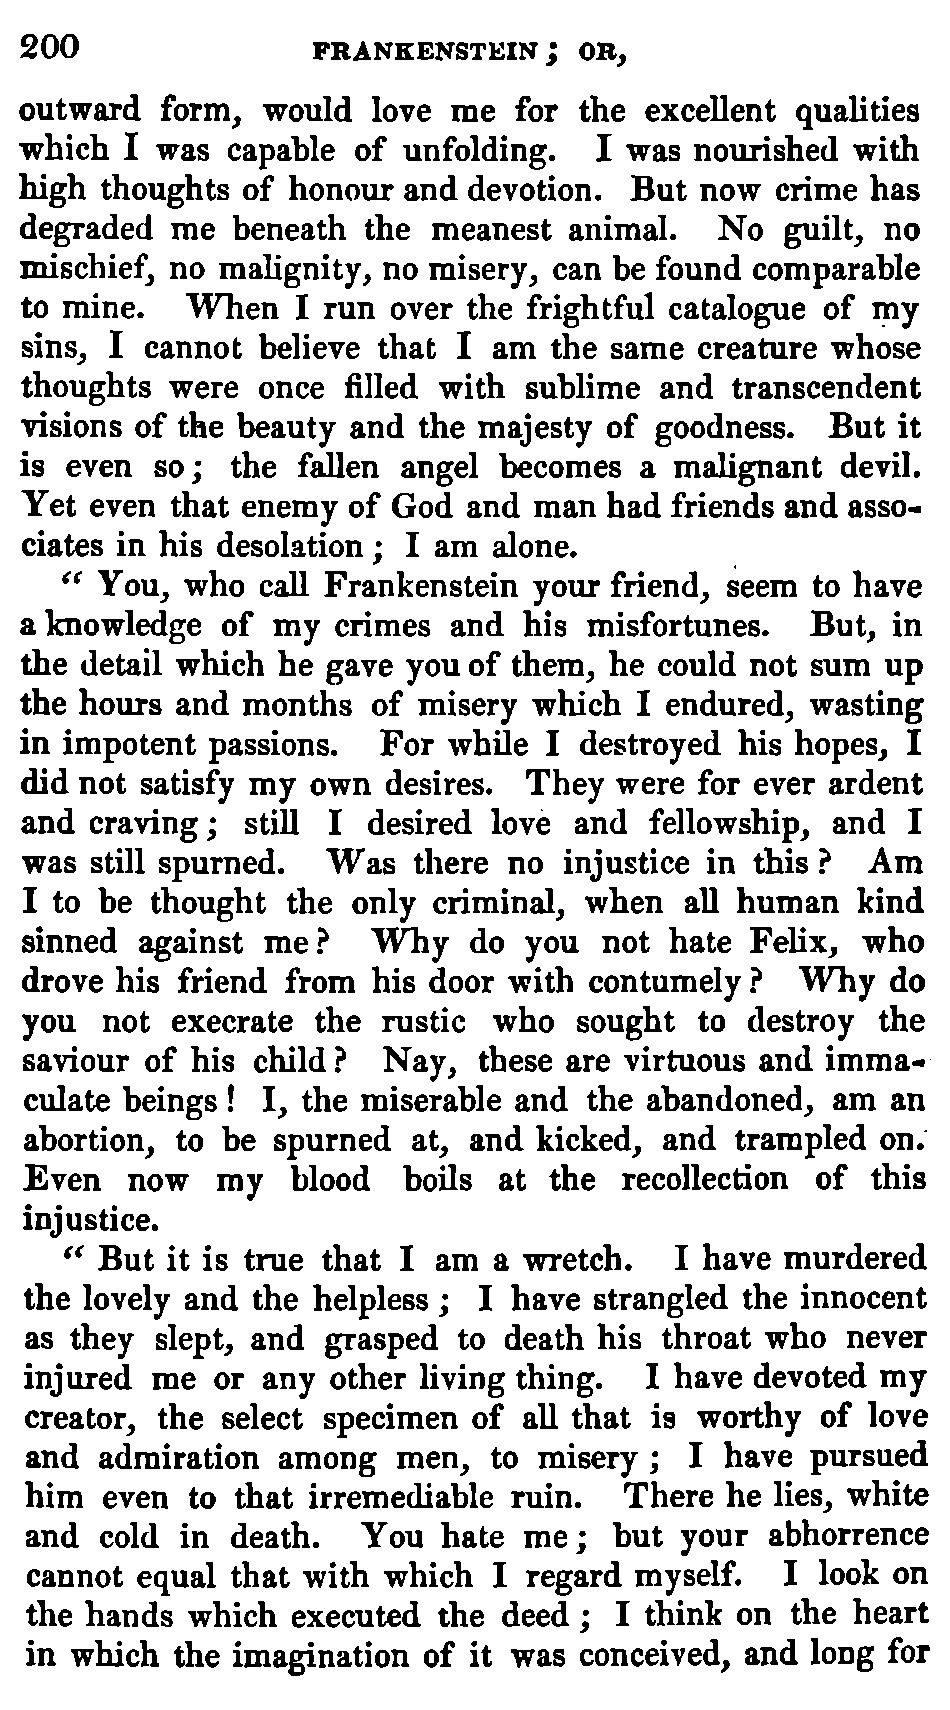 200 FRANKENSTEIN; OR,
outward form, would love me for the excellent qualities
which I was capable of unfolding. I was nourished with
high thoughts of honour and devotion. But now crime has
degraded me beneath the meanest animal. No guilt, no
mischief, no malignity, no misery, can be found comparable
to mine. When I run over the frightful catalogue of my
sins, I cannot believe that I am the same creature whose
thoughts were once filled with sublime and transcendent
visions of the beauty and the majesty of goodness. But it
is even so; the fallen angel becomes a malignant devil.
Yet even that enemy of God and man had friends and asso-
ciates in his desolation; I am alone.
“ You, who call Frankenstein your friend, seem to have
a knowledge of my crimes and his misfortunes. But, in
the detail which he gave you of them, he could not sum up
the hours and months of misery which I endured, wasting
in impotent passions. For while I destroyed his hopes, I
did not satisfy my own desires. They were for ever ardent
and craving; still I desired love and fellowship, and I
was still spurned. Was there no injustice in this? Am
I to be thought the only criminal, when all human kind
sinned against me? Why do you not hate Felix, who
drove his friend from his door with contumely? Why do
you not execrate the rustic who sought to destroy the
saviour of his child? Nay, these are virtuous and imma-
culate beings! I, the miserable and the abandoned, am an
abortion, to be spurned at, and kicked, and trampled on.
Even now my blood boils at the recollection of this
injustice.
“ But it is true that I am a wretch. I have murdered
the lovely and the helpless; I have strangled the innocent
as they slept, and grasped to death his throat who never
injured me or any other living thing. I have devoted my
creator, the select specimen of all that is worthy of love
and admiration among men, to misery; I have pursued
him even to that irremediable ruin. There he lies, white
and cold in death. You hate me; but your abhorrence
cannot equal that with which I regard myself. I look on
the hands which executed the deed; I think on the heart
in which the imagination of it was conceived, and long for